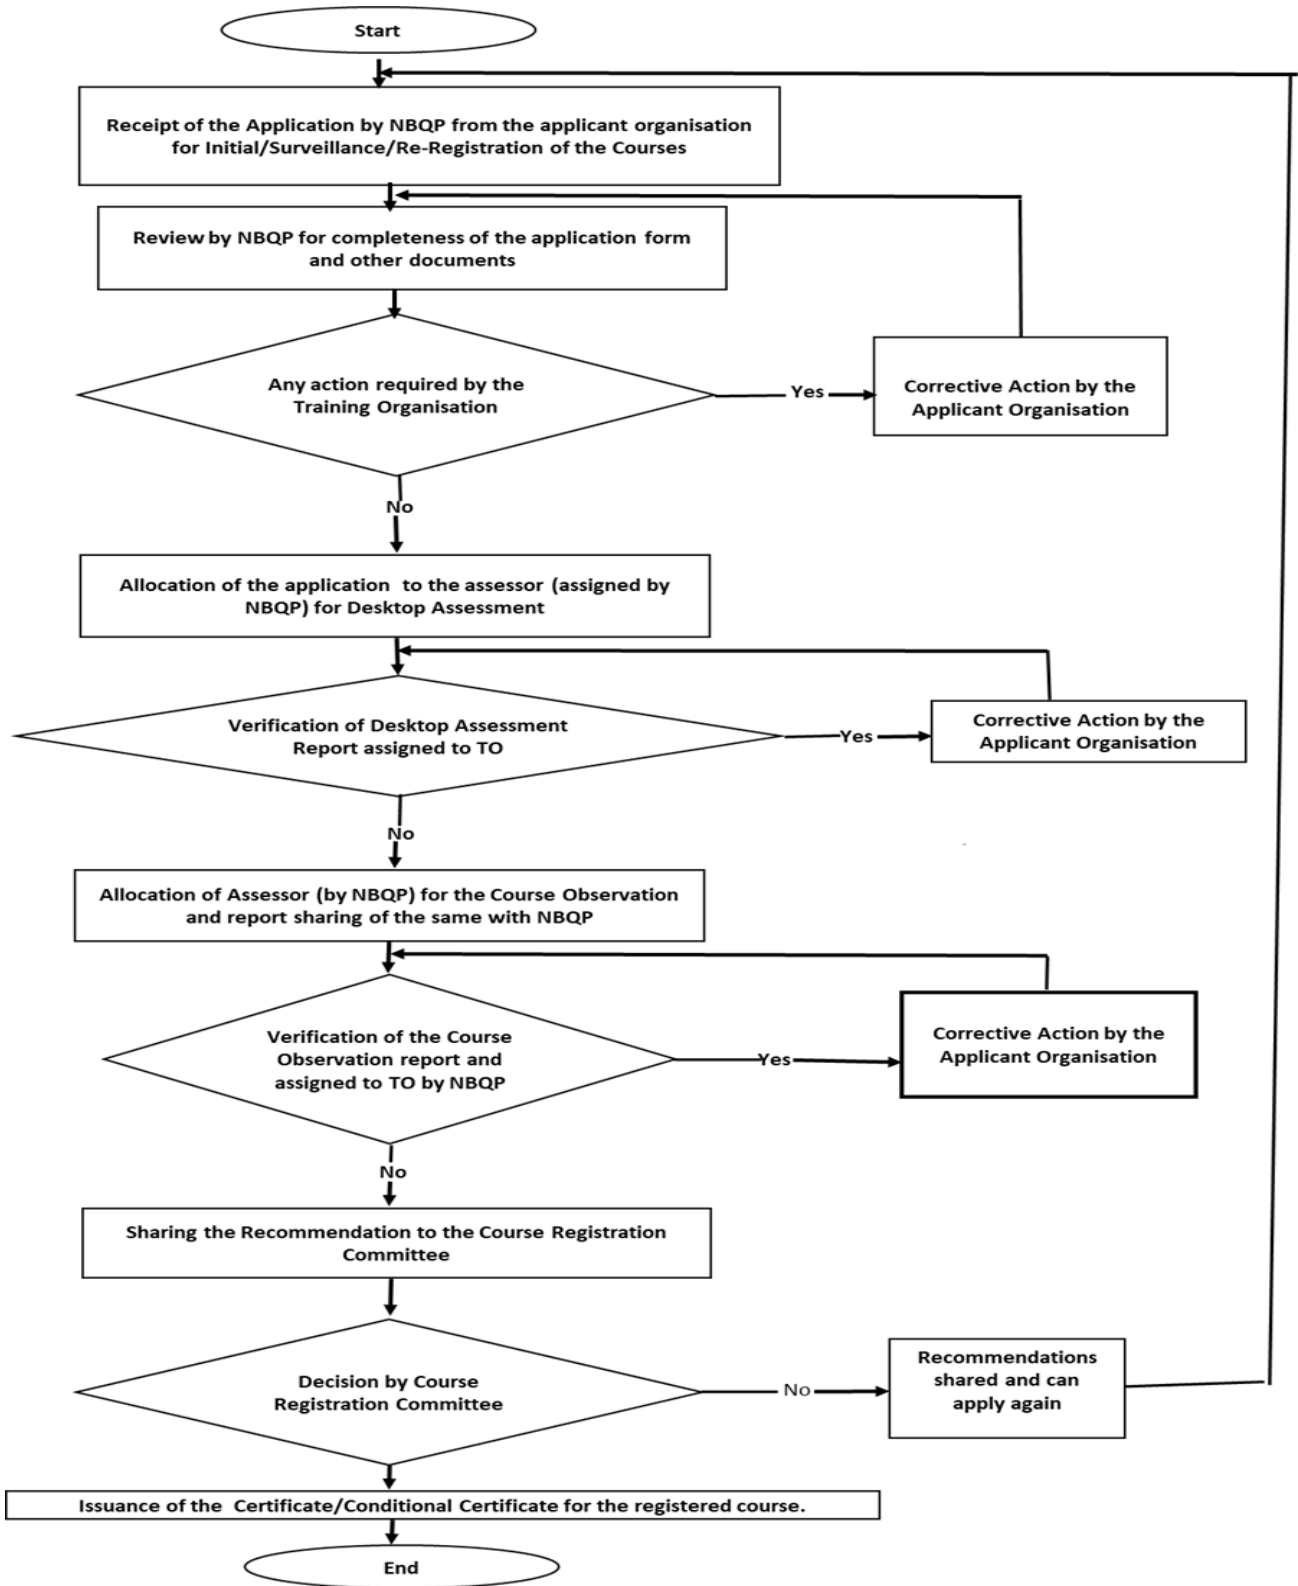 Start
Receipt of the Application by NBQP from the applicant organisation
for Initial/Surveillance/Re-Registration of the Courses
Review by NBQP for completeness of the application form
and other documents
Any action required by the
Training Organisation
Yes
Corrective Action by the
Applicant Organisation
No
Allocation of the application to the assessor (assigned by
NBQP) for Desktop Assessment
Verification of Desktop Assessment
Report assigned to TO
Yes
Corrective Action by the
Applicant Organisation
No
Allocation of Assessor (by NBQP) for the Course Observation
and report sharing of the same with NBQP
Verification of the Course
Observation report and
assigned to TO by NBQP
Yes
Corrective Action by the
Applicant Organisation
No
Sharing the Recommendation to the Course Registration
Committee
Decision by Course
Registration Committee
No
Recommendations
shared and can
apply again
Issuance of the Certificate/Conditional Certificate for the registered course.
End